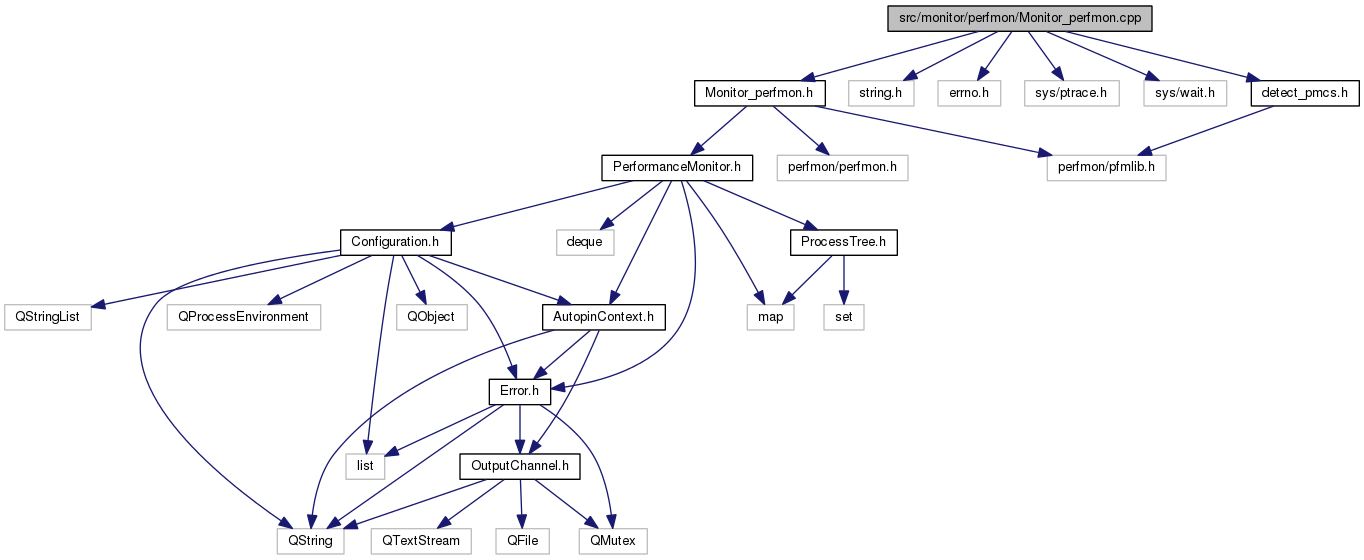 src/monitor/perfmon/Monitor_perfmon.cpp
Monitor_perfmon.h
string.h
errno.h
sys/ptrace.h
sys/wait.h
detect_pmcs.h
PerformanceMonitor.h
perfmon/perfmon.h
perfmon/pfmlib.h
Configuration.h
deque
ProcessTree.h
QStringList
QProcessEnvironment
QObject
AutopinContext.h
map
set
Error.h
list
OutputChannel.h
QString
QTextStream
QFile
QMutex